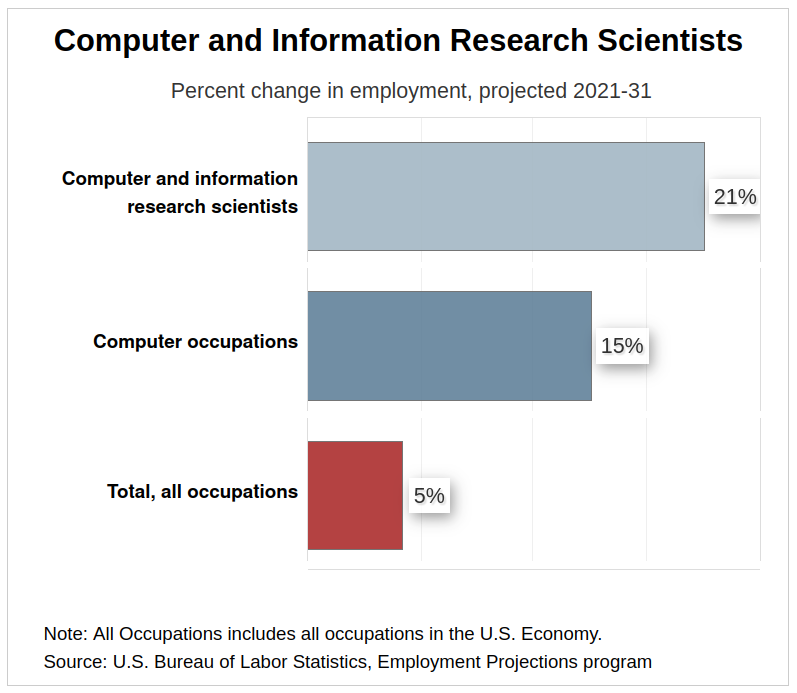 Computer and Information Research Scientists
Percent change in employment, projected 2021-31
Computer and information
research scientists
21%
Computer occupations
15%
Total, all occupations
5%
Note: All Occupations includes all occupations in the U.S. Economy.
Source: U.S. Bureau of Labor Statistics, Employment Projections program